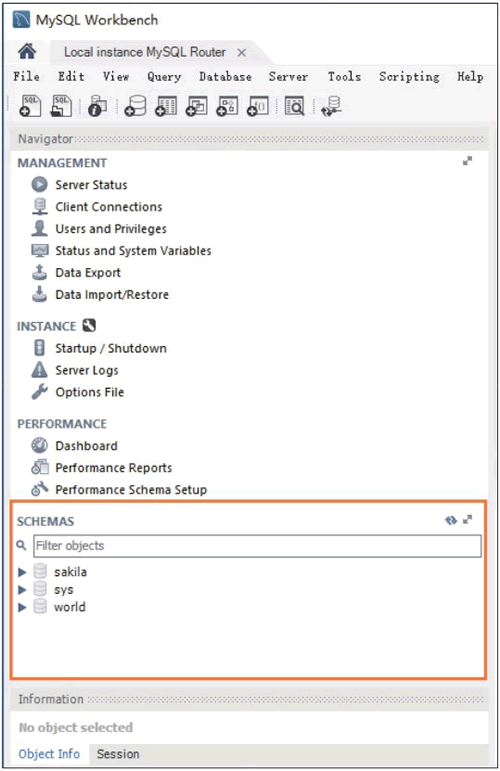 MySQL Workbench
Local instance MySQL Router ×
File Edit View Query Database Server Tools Scripting Help
SQL SQL
Navigator
MANAGEMENT
Server Status
Client Connections
Users and Privileges
Status and System Variables
Data Export
Data Import/Restore
INSTANCE
Startup / Shutdown
Server Logs
Options File
PERFORMANCE
Dashboard
Performance Reports
Performance Schema Setup
SCHEMAS
Filter objects
sakila
sys
world
Information
No object selected
Object Info Session